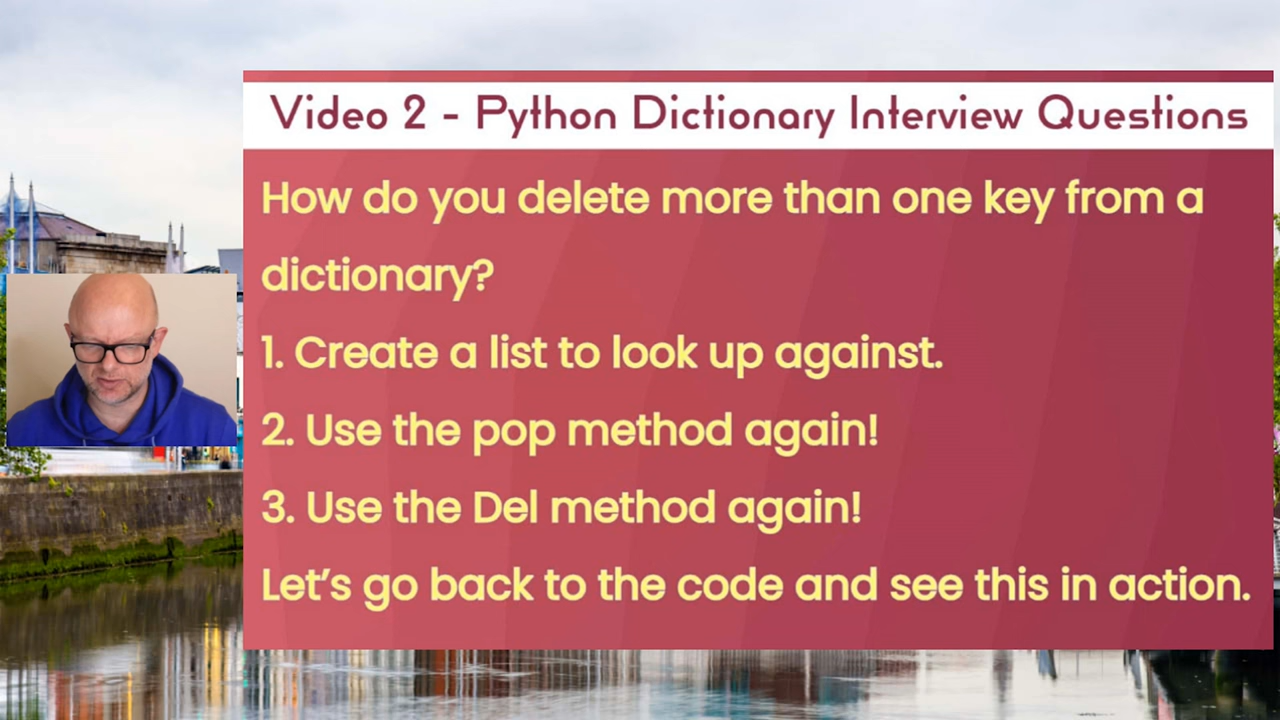 Video 2 - Python Dictionary Interview Questions
How do you delete more than one key from a
dictionary?
1. Create a list to look up against.
2. Use the pop method again!
3. Use the Del method again!
Let's go back to the code and see this in action.